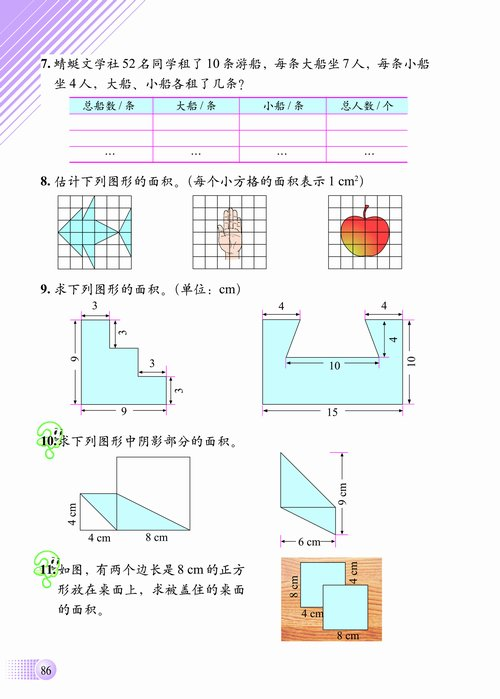 7. 蜻蜓文学社52名同学租了10条游船，每条大船坐7人，每条小船
坐4人，大船、小船各租了几条？
总船数/条 大船/条 小船/条 总人数/个
… … … …
8. 估计下列图形的面积。（每个小方格的面积表示1 cm²）
9. 求下列图形的面积。（单位：cm）
3
3
9
3
3
9
4
4
4
10
10
15
10. 求下列图形中阴影部分的面积。
4 cm
4 cm
8 cm
9 cm
6 cm
11. 如图，有两个边长是8 cm的正方
形放在桌面上，求被盖住的桌面
的面积。
8 cm
4 cm
4 cm
8 cm
86